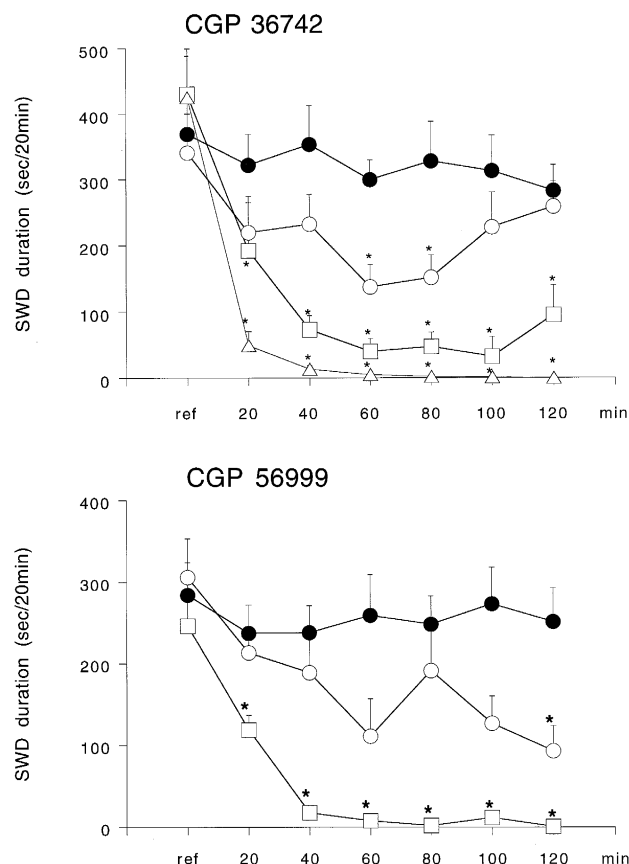 CGP 36742
SWD duration (sec/20min)
500
400
300
200
100
0
* * * * * * * * * * * * * *
ref 20 40 60 80 100 120 min
CGP 56999
SWD duration (sec/20min)
400
300
200
100
0
* * * * * * *
ref 20 40 60 80 100 120 min